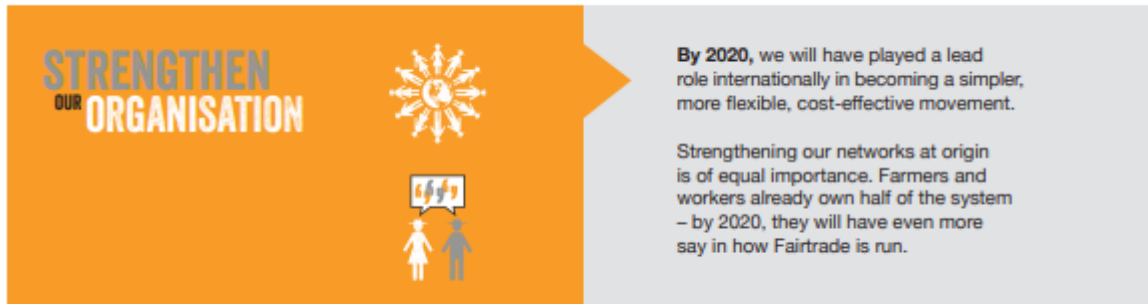 STRENGTHEN
OUR ORGANISATION
By 2020, we will have played a lead
role internationally in becoming a simpler,
more flexible, cost-effective movement.
Strengthening our networks at origin
is of equal importance. Farmers and
workers already own half of the system
– by 2020, they will have even more
say in how Fairtrade is run.